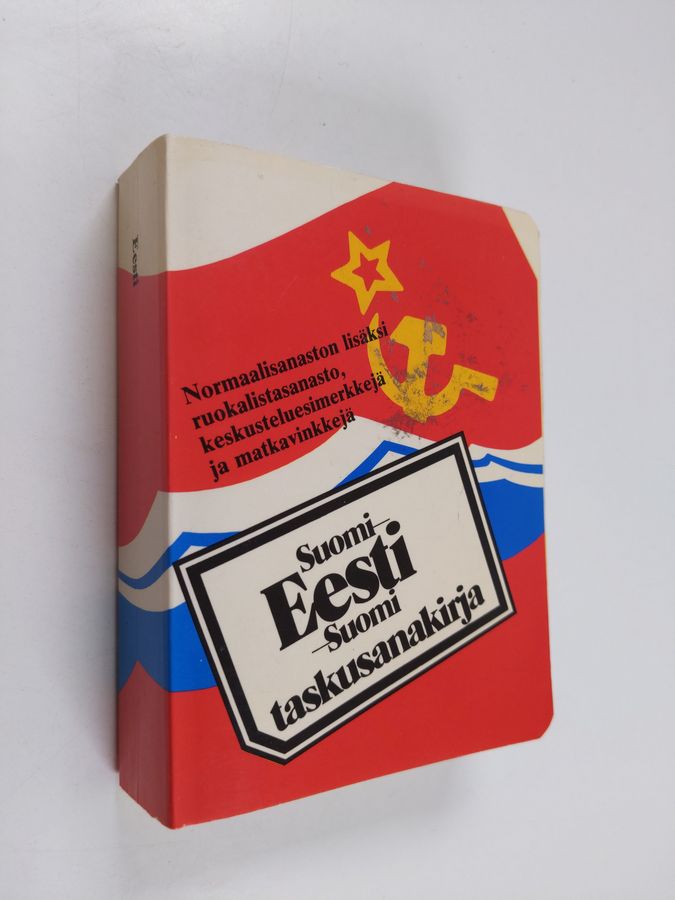 Eesti
Normaalisanaston lisäksi
ruokalistasanasto,
keskusteluesimerkkejä
ja matkavinkkejä
Suomi–
Eesti
–Suomi
taskusanakirja